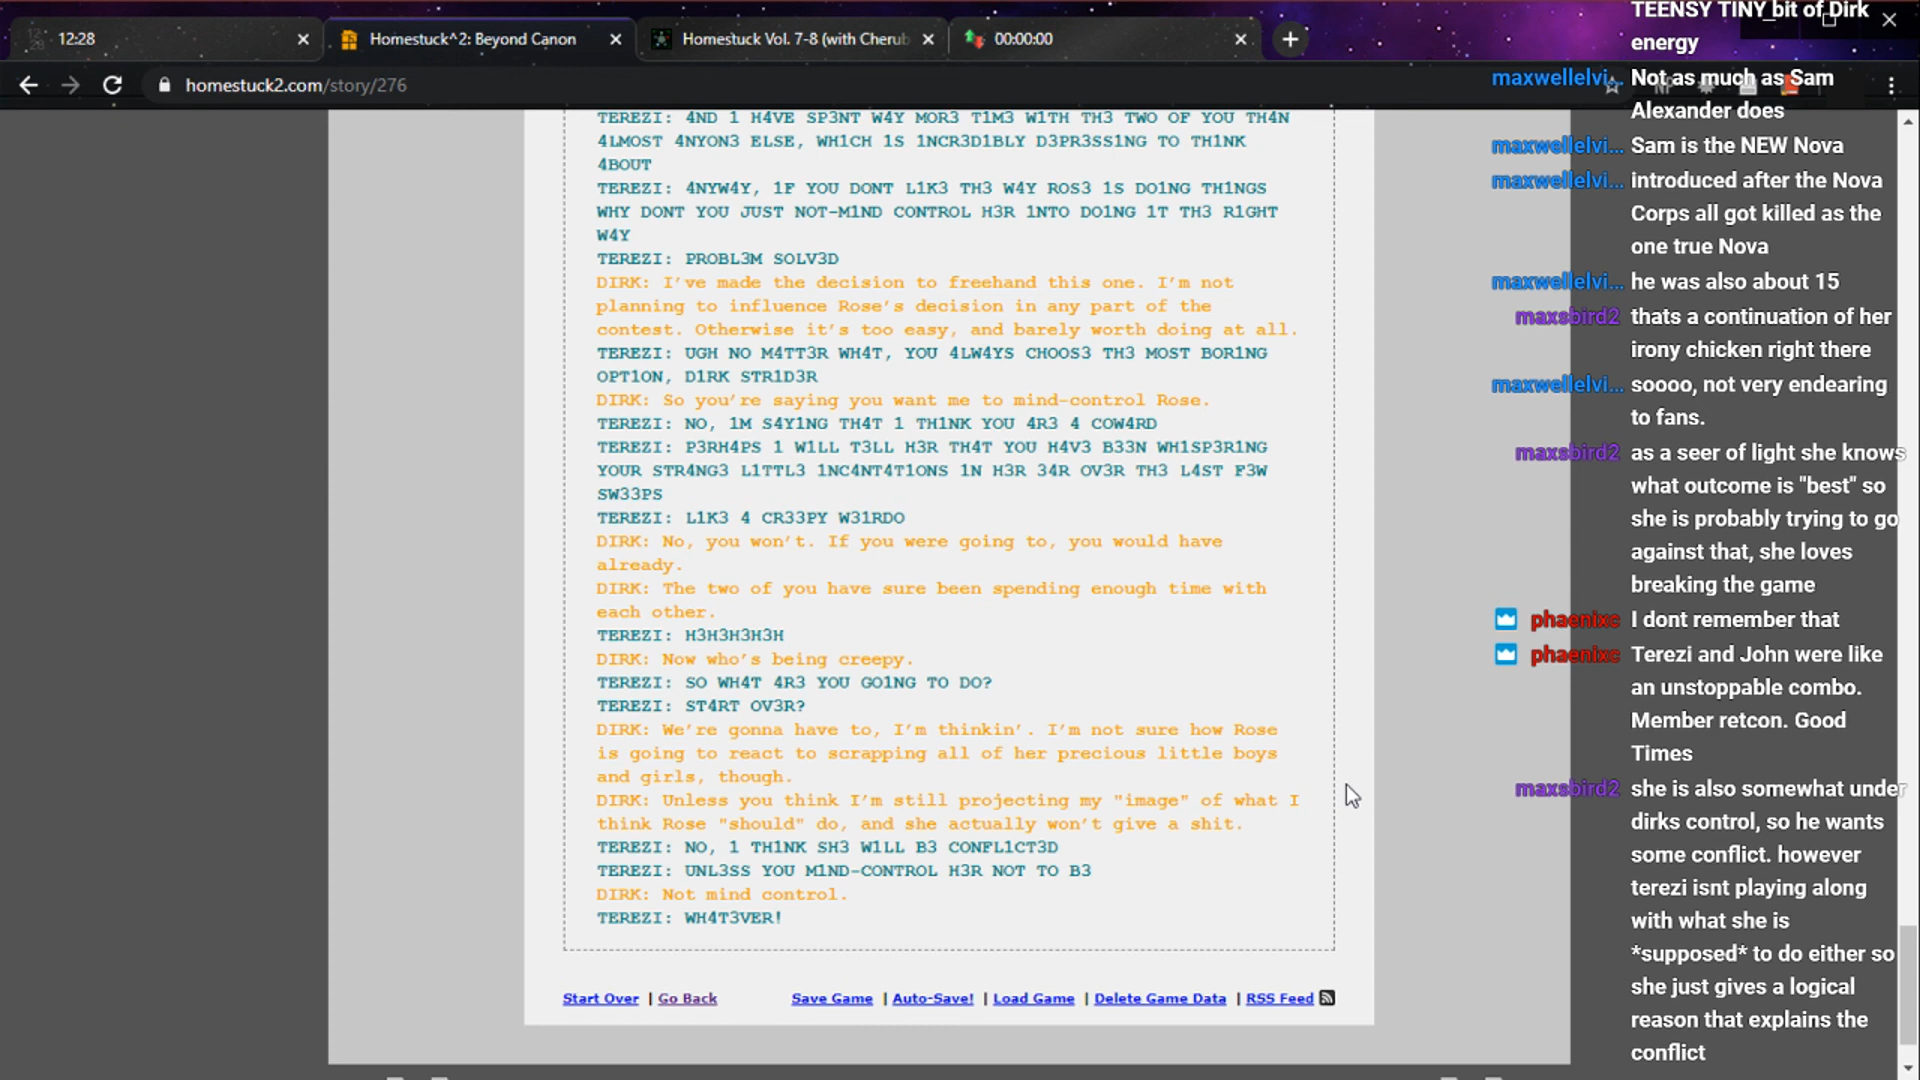 12:28
Homestuck^2: Beyond Canon
Homestuck Vol. 7-8 (with Cherub
00:00:00
homestuck2.com/story/276
TEREZI: 4ND 1 H4VE SP3NT W4Y MOR3 T1M3 W1TH TH3 TWO OF YOU TH4N
4LMOST 4NYON3 ELSE, WH1CH 1S 1NCR3D1BLY D3PR3SS1NG TO TH1NK
4BOUT
TEREZI: 4NYW4Y, 1F YOU DONT L1K3 TH3 W4Y ROS3 1S DO1NG TH1NGS
WHY DONT YOU JUST NOT-M1ND CONTROL H3R 1NTO DO1NG 1T TH3 R1GHT
W4Y
TEREZI: PROBL3M SOLV3D
DIRK: I've made the decision to freehand this one. I'm not
planning to influence Rose's decision in any part of the
contest. Otherwise it's too easy, and barely worth doing at all.
TEREZI: UGH NO M4TT3R WH4T, YOU 4LW4YS CHOOS3 TH3 MOST BOR1NG
OPT1ON, D1RK STR1D3R
DIRK: So you're saying you want me to mind-control Rose.
TEREZI: NO, 1M S4Y1NG TH4T 1 TH1NK YOU 4R3 4 COW4RD
TEREZI: P3RH4PS 1 W1LL T3LL H3R TH4T YOU H4V3 B33N WH1SP3R1NG
YOUR STR4NG3 L1TTL3 1NC4NT4T1ONS 1N H3R 34R OV3R TH3 L4ST F3W
SW33PS
TEREZI: L1K3 4 CR33PY W31RDO
DIRK: No, you won't. If you were going to, you would have
already.
DIRK: The two of you have sure been spending enough time with
each other.
TEREZI: H3H3H3H3H
DIRK: Now who's being creepy.
TEREZI: SO WH4T 4R3 YOU GO1NG TO DO?
TEREZI: ST4RT OV3R?
DIRK: We're gonna have to, I'm thinkin'. I'm not sure how Rose
is going to react to scrapping all of her precious little boys
and girls, though.
DIRK: Unless you think I'm still projecting my "image" of what I
think Rose "should" do, and she actually won't give a shit.
TEREZI: NO, 1 TH1NK SH3 W1LL B3 CONFL1CT3D
TEREZI: UNL3SS YOU M1ND-CONTROL H3R NOT TO B3
DIRK: Not mind control.
TEREZI: WH4T3VER!
Start Over | Go Back
Save Game | Auto-Save! | Load Game | Delete Game Data | RSS Feed
TEENSY TINY bit of Dirk
energy
maxwellelvi... Not as much as Sam
Alexander does
maxwellelvi... Sam is the NEW Nova
maxwellelvi... introduced after the Nova
Corps all got killed as the
one true Nova
maxwellelvi... he was also about 15
maxsbird2 thats a continuation of her
irony chicken right there
maxwellelvi... soooo, not very endearing
to fans.
maxsbird2 as a seer of light she knows
what outcome is "best" so
she is probably trying to go
against that, she loves
breaking the game
phaenixc I dont remember that
phaenixc Terezi and John were like
an unstoppable combo.
Member retcon. Good
Times
maxsbird2 she is also somewhat under
dirks control, so he wants
some conflict. however
terezi isnt playing along
with what she is
*supposed* to do either so
she just gives a logical
reason that explains the
conflict